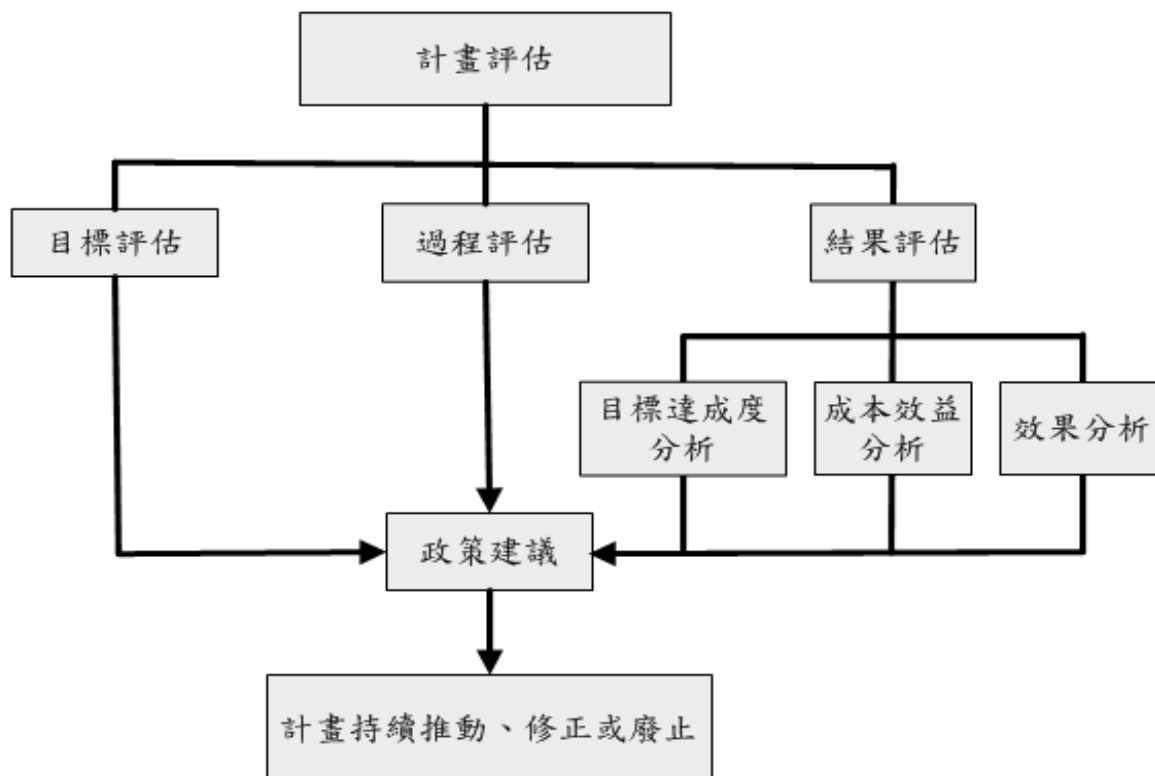 計畫評估
目標評估
過程評估
結果評估
目標達成度
分析
成本效益
分析
效果分析
政策建議
計畫持續推動、修正或廢止